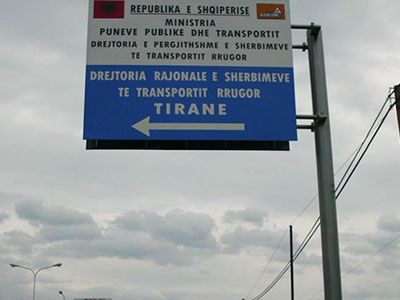 REPUBLIKA E SHQIPERISE
MINISTRIA
PUNEVE PUBLIKE DHE TRANSPORTIT
DREJTORIA E PERGJITHSHME E SHERBIMEVE
TE TRANSPORTIT RRUGOR
DREJTORIA RAJONALE E SHERBIMEVE
TE TRANSPORTIT RRUGOR
TIRANE